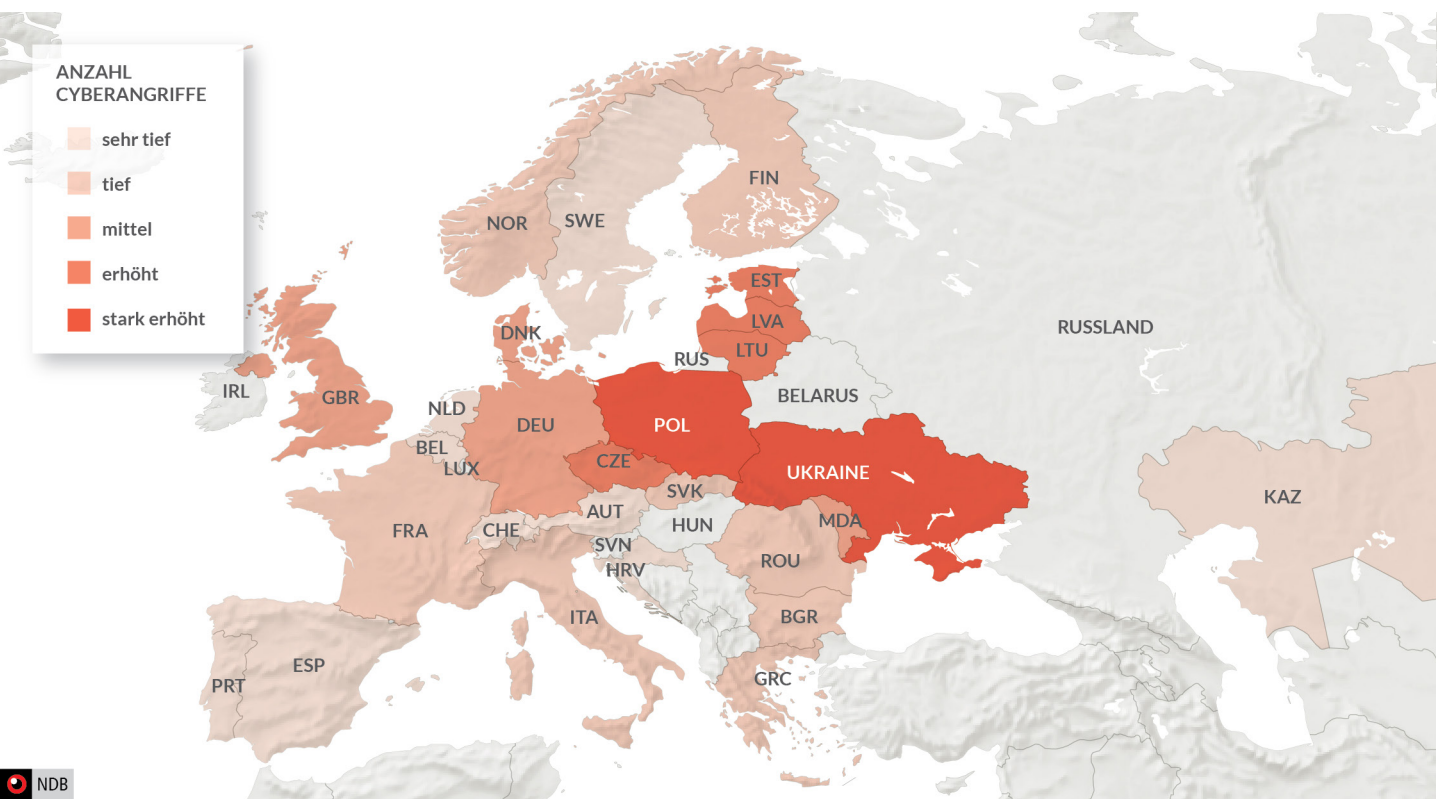 ANZAHL
CYBERANGRIFFE
sehr tief
tief
mittel
erhöht
stark erhöht
FIN
NOR
SWE
EST
LVA
DNK
RUSSLAND
LTU
RUS
IRL
GBR
BELARUS
NLD
DEU
POL
BEL
CZE
LUX
UKRAINE
SVK
KAZ
AUT
MDA
FRA
CHE
HUN
SVN
ROU
HRV
ITA
BGR
ESP
GRC
PRT
NDB